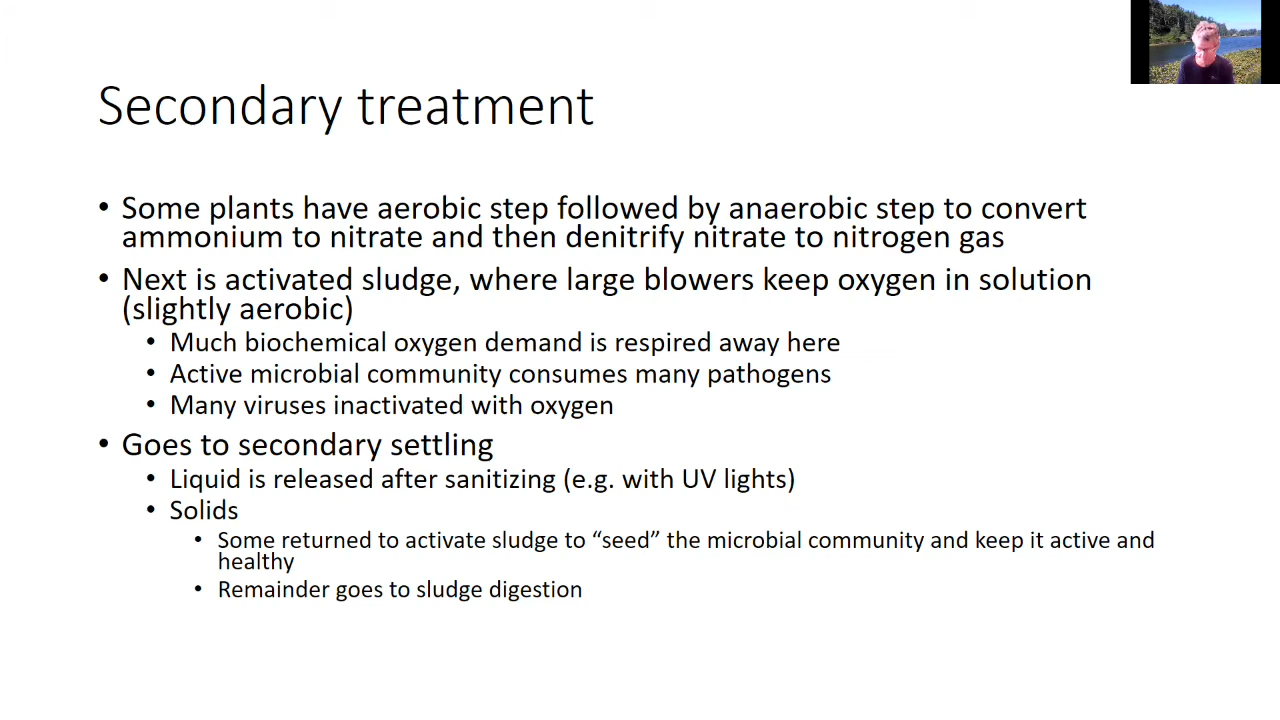 Secondary treatment
• Some plants have aerobic step followed by anaerobic step to convert
ammonium to nitrate and then denitrify nitrate to nitrogen gas
• Next is activated sludge, where large blowers keep oxygen in solution
(slightly aerobic)
• Much biochemical oxygen demand is respired away here
• Active microbial community consumes many pathogens
• Many viruses inactivated with oxygen
• Goes to secondary settling
• Liquid is released after sanitizing (e.g. with UV lights)
• Solids
• Some returned to activate sludge to “seed” the microbial community and keep it active and
healthy
• Remainder goes to sludge digestion